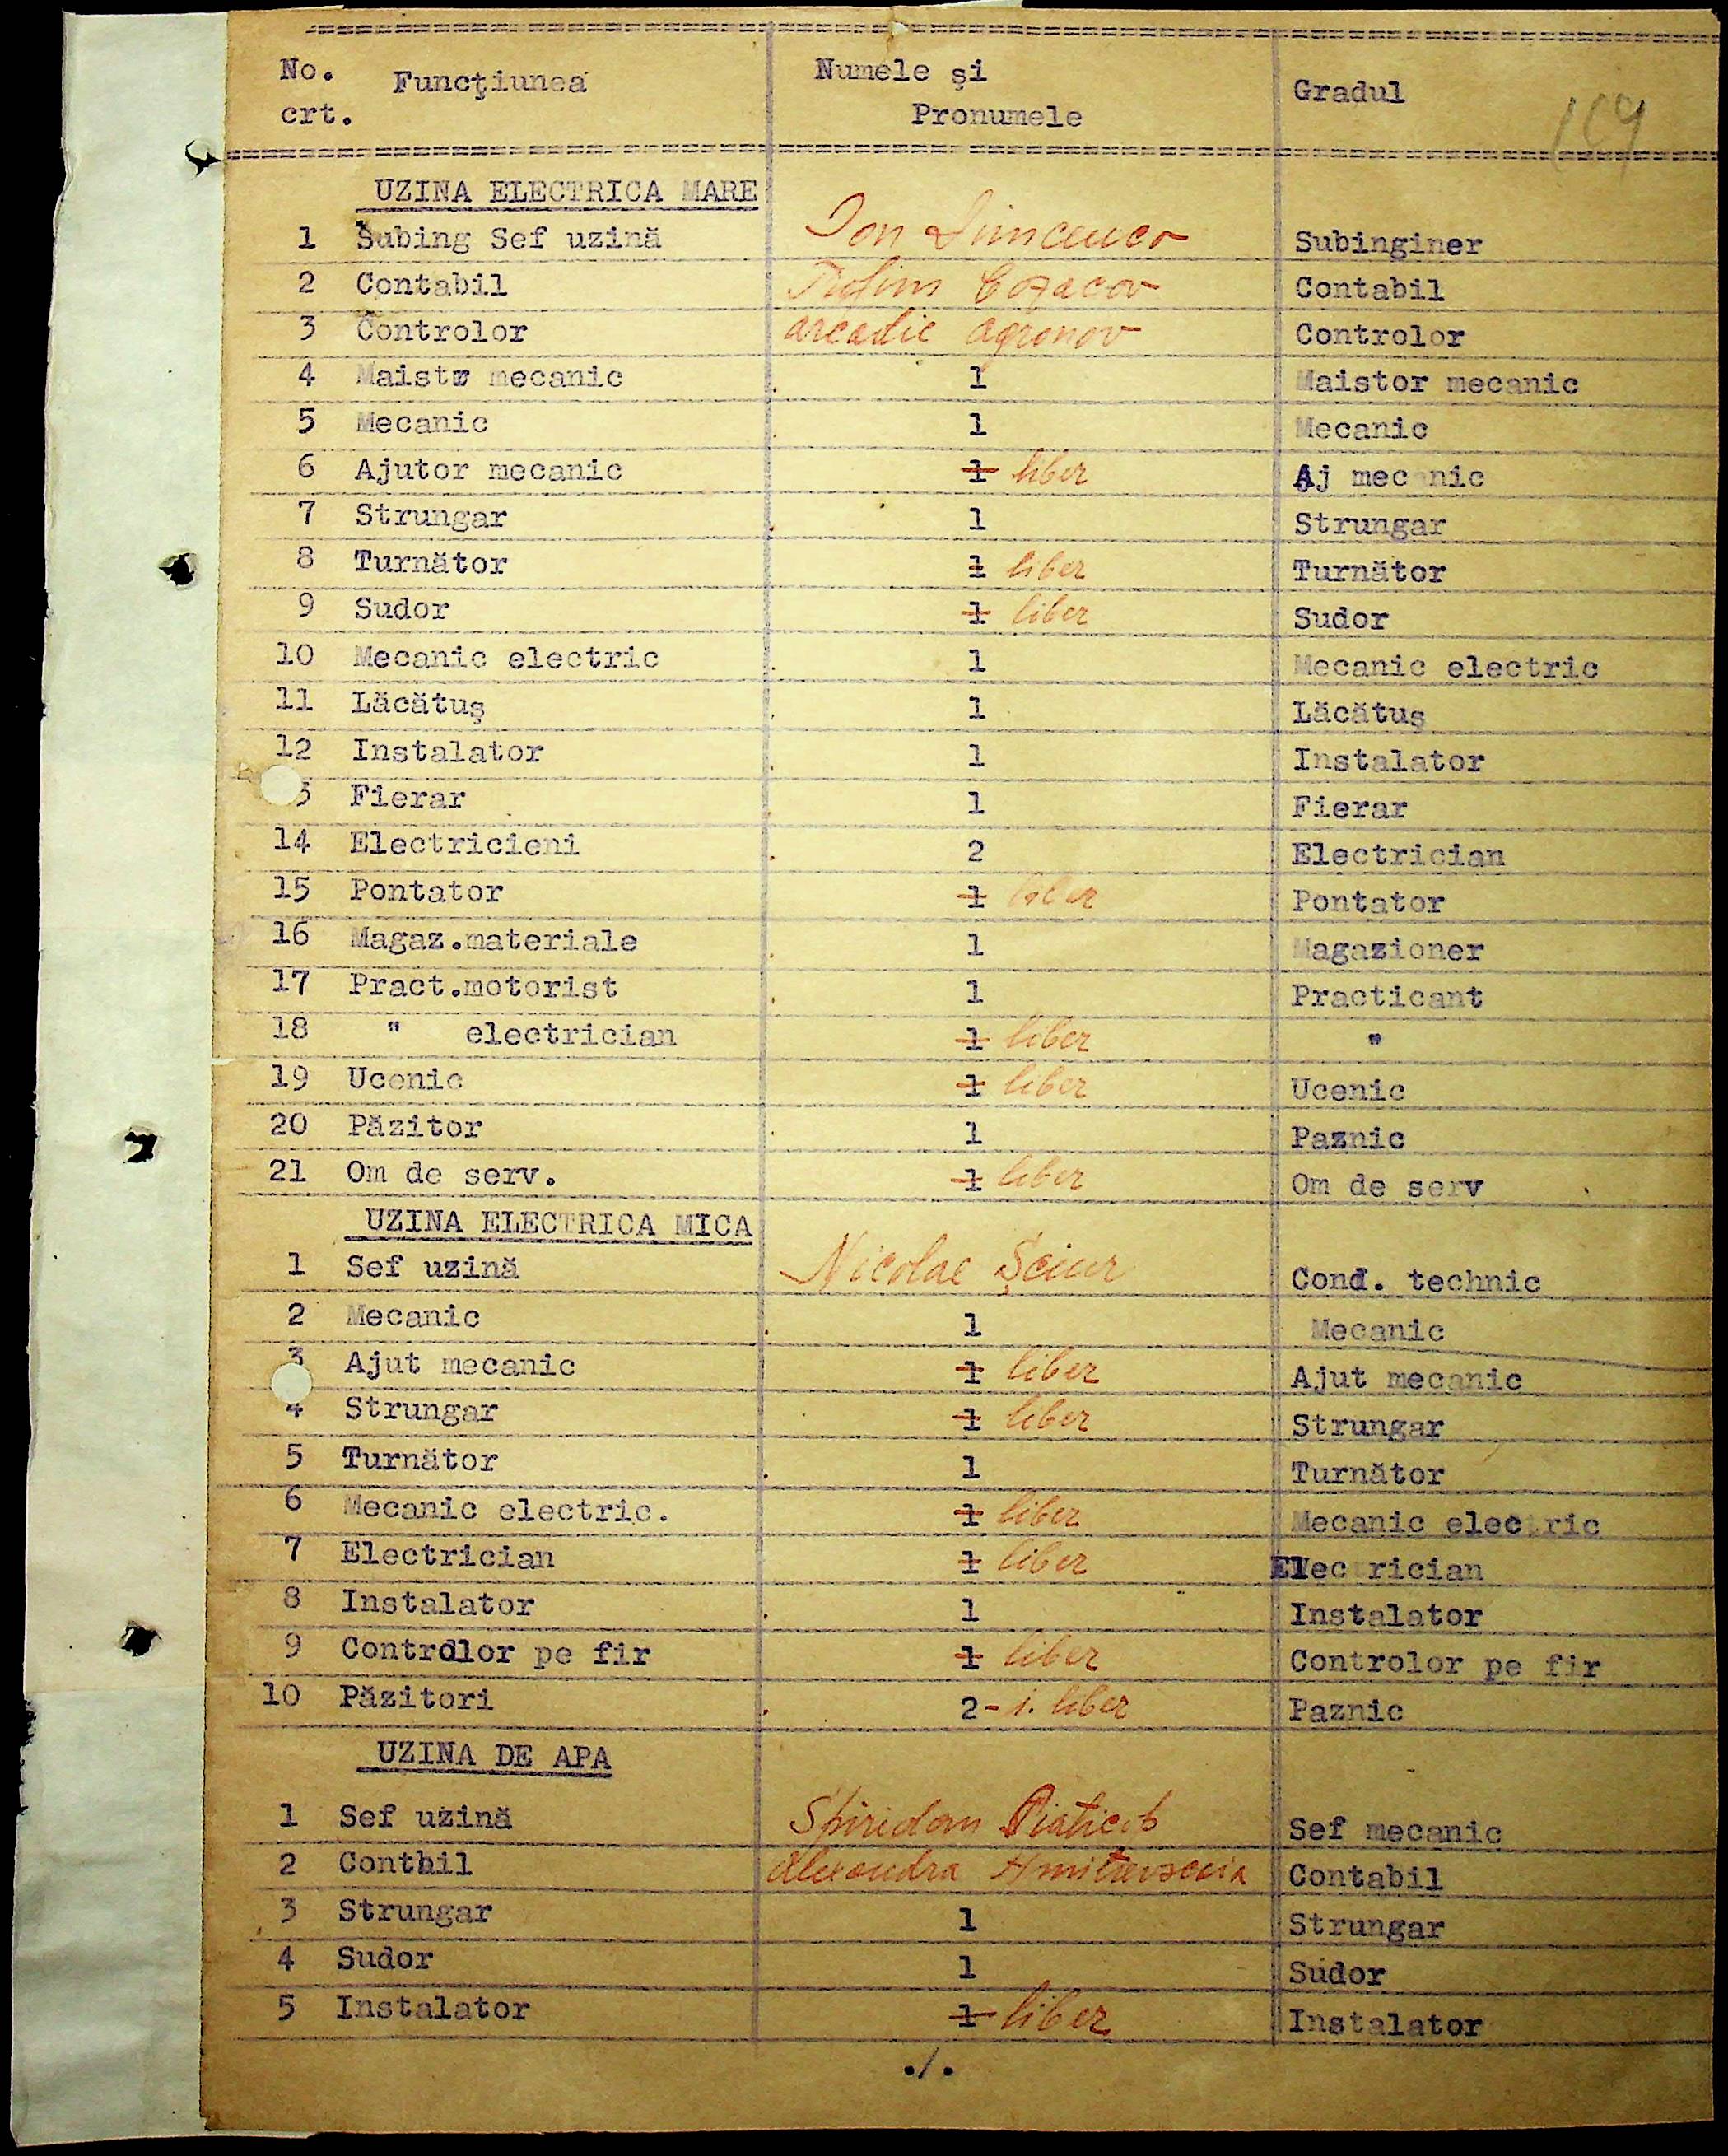 No. crt. Funcţiunea Numele şi Pronumele Gradul
UZINA ELECTRICA MARE
1 Subing Sef uzină Ion Subinginer
2 Contabil Cozacov Contabil
3 Controlor Arcadie Agronov Controlor
4 Maistr mecanic 1 Maistor mecanic
5 Mecanic 1 Mecanic
6 Ajutor mecanic 1 liber Aj mecanic
7 Strungar 1 Strungar
8 Turnător 1 liber Turnător
9 Sudor 1 liber Sudor
10 Mecanic electric 1 Mecanic electric
11 Lăcătuş 1 Lăcătuş
12 Instalator 1 Instalator
3 Fierar 1 Fierar
14 Electricieni 2 Electrician
15 Pontator 1 liber Pontator
16 Magaz.materiale 1 Magazioner
17 Pract.motorist 1 Practicant
18 " electrician 1 liber "
19 Ucenic 1 liber Ucenic
20 Păzitor 1 Paznic
21 Om de serv. 1 liber Om de serv
UZINA ELECTRICA MICA
1 Sef uzină Nicolae Şciur Cond. technic
2 Mecanic 1 Mecanic
3 Ajut mecanic 1 liber Ajut mecanic
4 Strungar 1 liber Strungar
5 Turnător 1 Turnător
6 Mecanic electric. 1 liber Mecanic electric
7 Electrician 1 liber Electrician
8 Instalator 1 Instalator
9 Controlor pe fir 1 liber Controlor pe fir
10 Păzitori 2 - 1. liber Paznic
UZINA DE APA
1 Sef uzină Spiridon Sef mecanic
2 Contbil Alexandra Contabil
3 Strungar 1 Strungar
4 Sudor 1 Sudor
5 Instalator 1 liber Instalator
./.